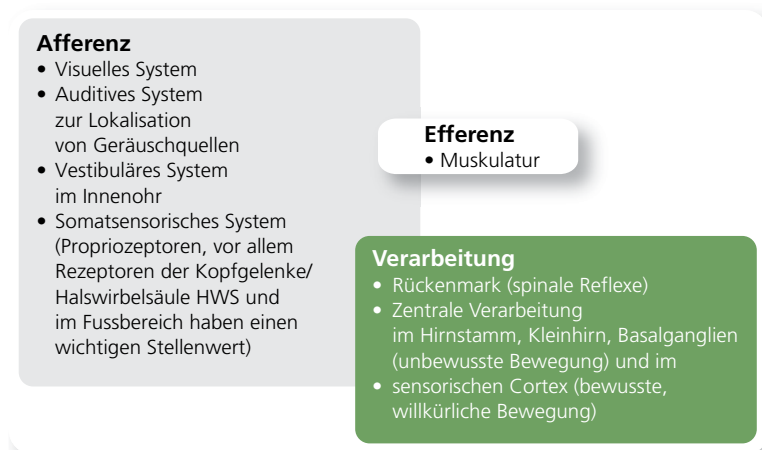 Afferenz
• Visuelles System
• Auditives System
zur Lokalisation
von Geräuschquellen
• Vestibuläres System
im Innenohr
• Somatsensorisches System
(Propriozeptoren, vor allem
Rezeptoren der Kopfgelenke/
Halswirbelsäule HWS und
im Fussbereich haben einen
wichtigen Stellenwert)
Efferenz
• Muskulatur
Verarbeitung
• Rückenmark (spinale Reflexe)
• Zentrale Verarbeitung
im Hirnstamm, Kleinhirn, Basalganglien
(unbewusste Bewegung) und im
• sensorischen Cortex (bewusste,
willkürliche Bewegung)